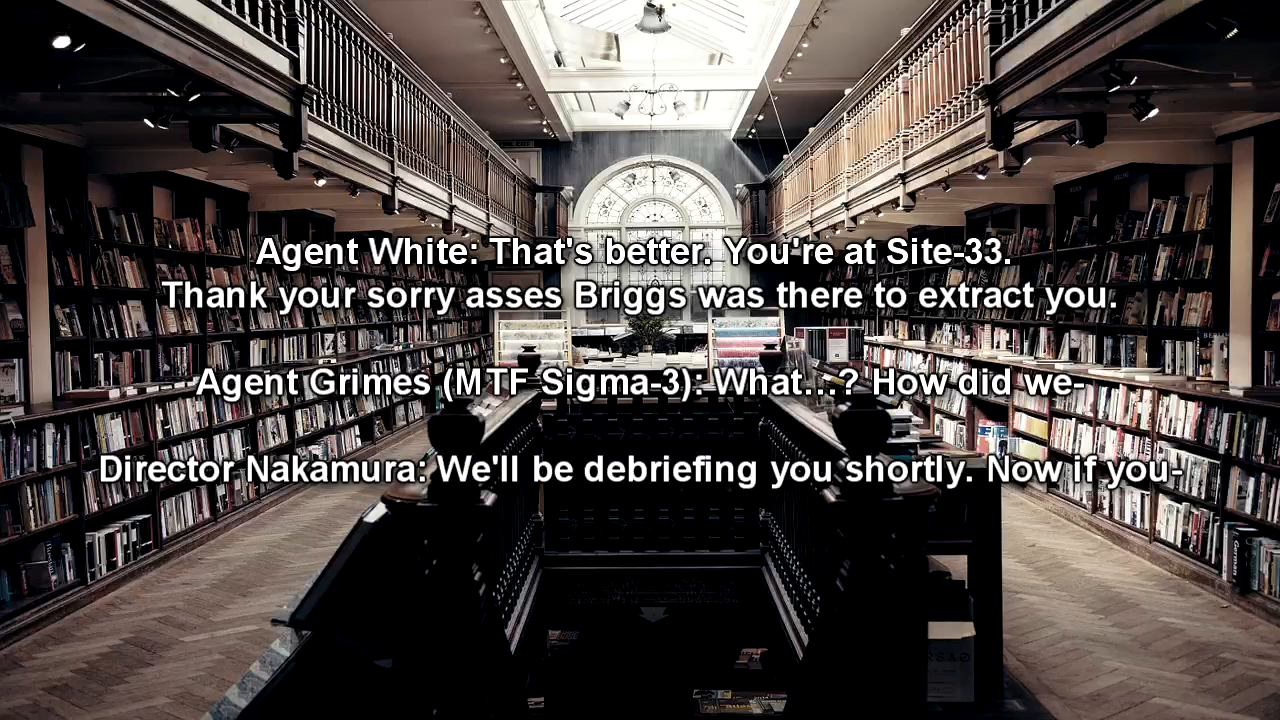 Agent White: That's better. You're at Site-33.
Thank your sorry asses Briggs was there to extract you.
Agent Grimes (MTF Sigma-3): What...? How did we-
Director Nakamura: We'll be debriefing you shortly. Now if you-